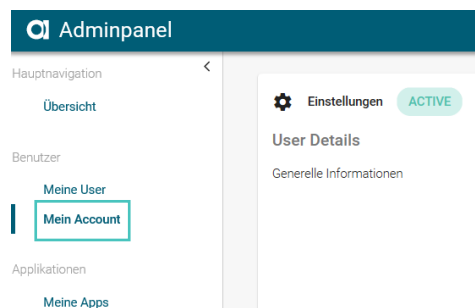 Adminpanel
Hauptnavigation
Übersicht
Benutzer
Meine User
Mein Account
Applikationen
Meine Apps
Einstellungen ACTIVE
User Details
Generelle Informationen